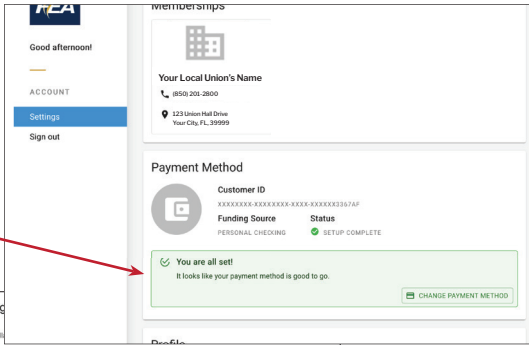 FEA
Good afternoon!
ACCOUNT
Settings
Sign out
Memberships
Your Local Union's Name
(850) 201-2800
123 Union Hall Drive
Your City, FL, 39999
Payment Method
Customer ID
XXXXXXXX-XXXXXXXX-XXXX-XXXXXX3367AF
Funding Source Status
PERSONAL CHECKING SETUP COMPLETE
You are all set!
It looks like your payment method is good to go.
CHANGE PAYMENT METHOD
Profile